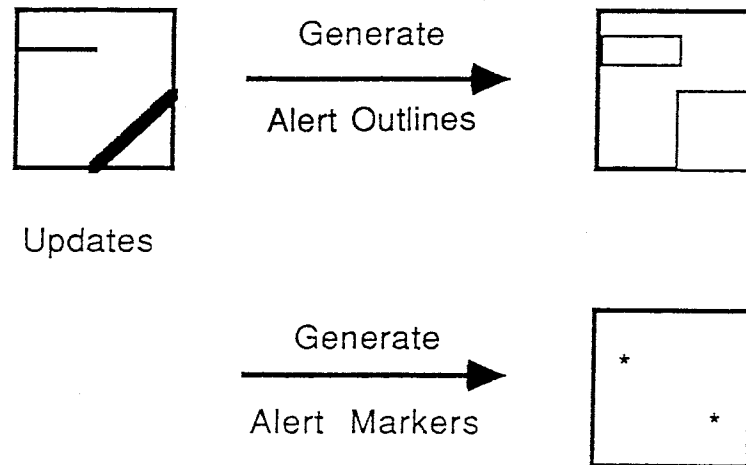 Generate
Alert Outlines
Updates
Generate
*
Alert Markers
*